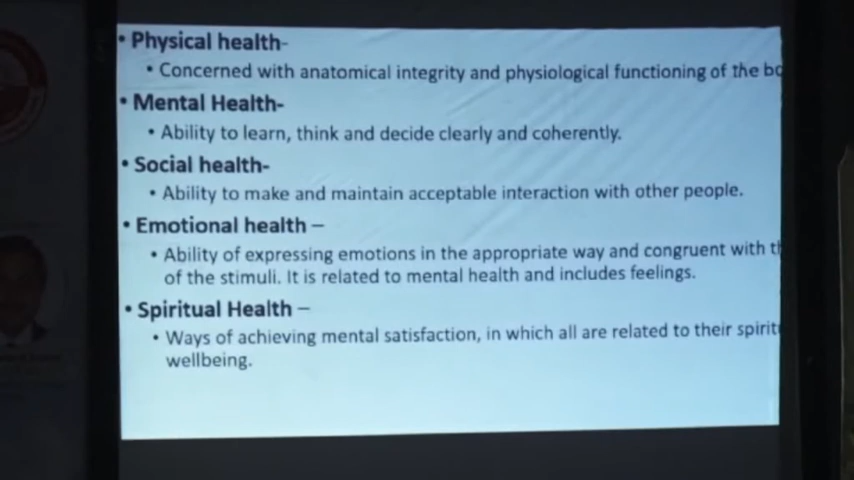 • Physical health-
• Concerned with anatomical integrity and physiological functioning of the
• Mental Health-
• Ability to learn, think and decide clearly and coherently.
• Social health-
• Ability to make and maintain acceptable interaction with other people.
• Emotional health –
• Ability of expressing emotions in the appropriate way and congruent with
of the stimuli. It is related to mental health and includes feelings.
• Spiritual Health –
• Ways of achieving mental satisfaction, in which all are related to their
wellbeing.